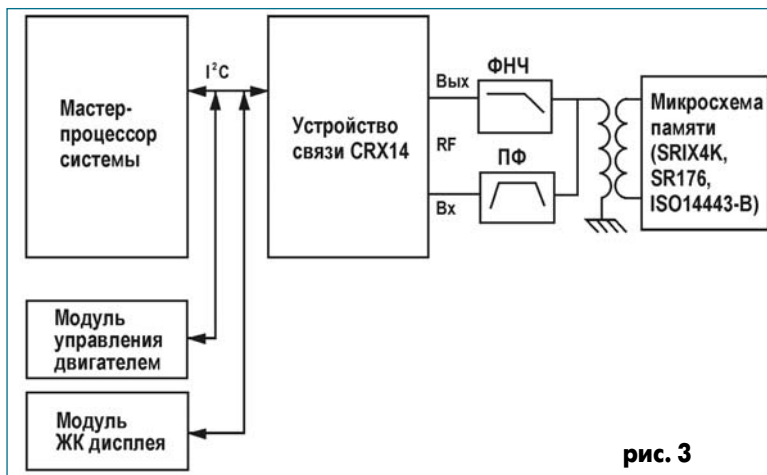 Мастер-
процессор
системы
I²C
Устройство
связи CRX14
Вых
RF
Вх
ФНЧ
ПФ
Микросхема
памяти
(SRIX4K,
SR176,
ISO14443-B)
Модуль
управления
двигателем
Модуль
ЖК дисплея
рис. 3